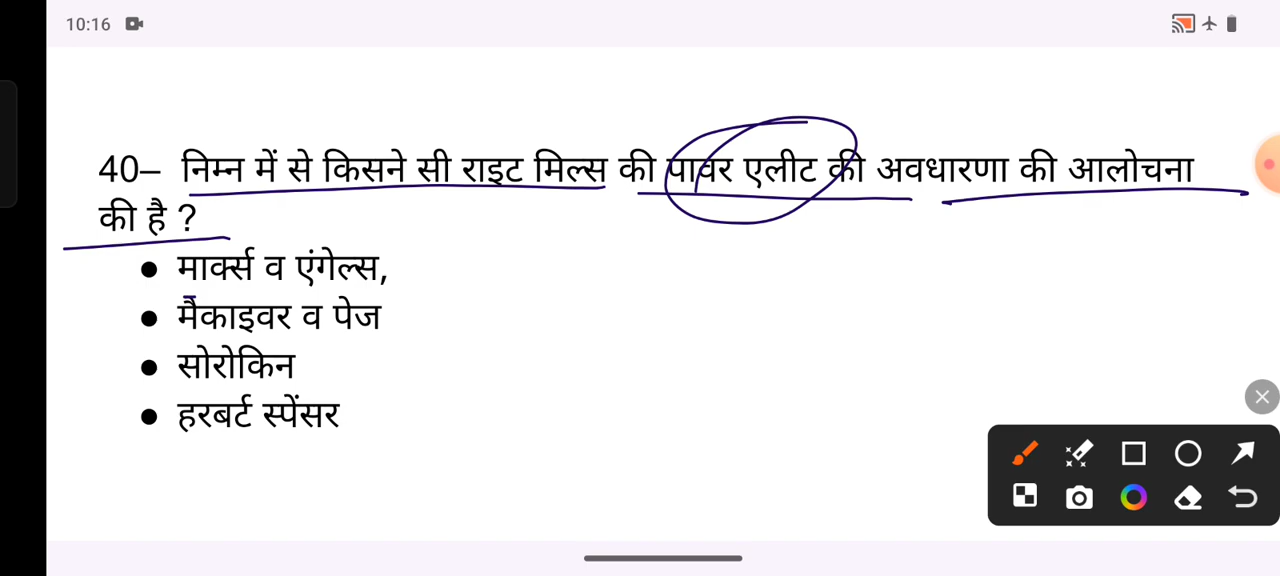 10:16
40– निम्न में से किसने सी राइट मिल्स की पावर एलीट की अवधारणा की आलोचना
की है ?
● मार्क्स व एंगेल्स,
● मैकाइवर व पेज
● सोरोकिन
● हरबर्ट स्पेंसर